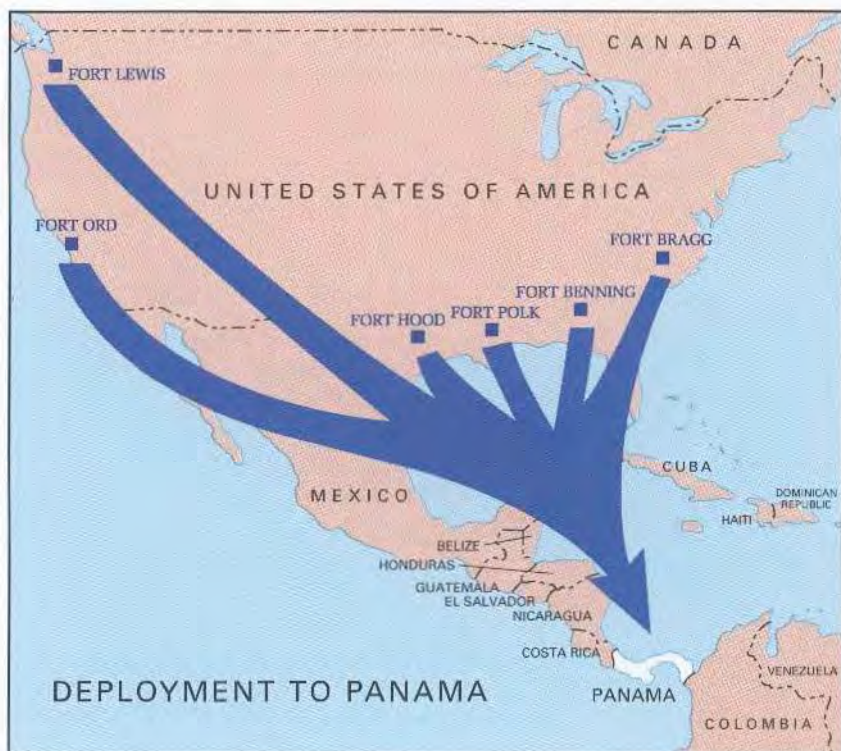 CANADA
FORT LEWIS
UNITED STATES OF AMERICA
FORT ORD
FORT BRAGG
FORT BENNING
FORT HOOD
FORT POLK
CUBA
MEXICO
DOMINICAN
REPUBLIC
HAITI
BELIZE
HONDURAS
GUATEMALA
EL SALVADOR
NICARAGUA
COSTA RICA
VENEZUELA
DEPLOYMENT TO PANAMA
PANAMA
COLOMBIA